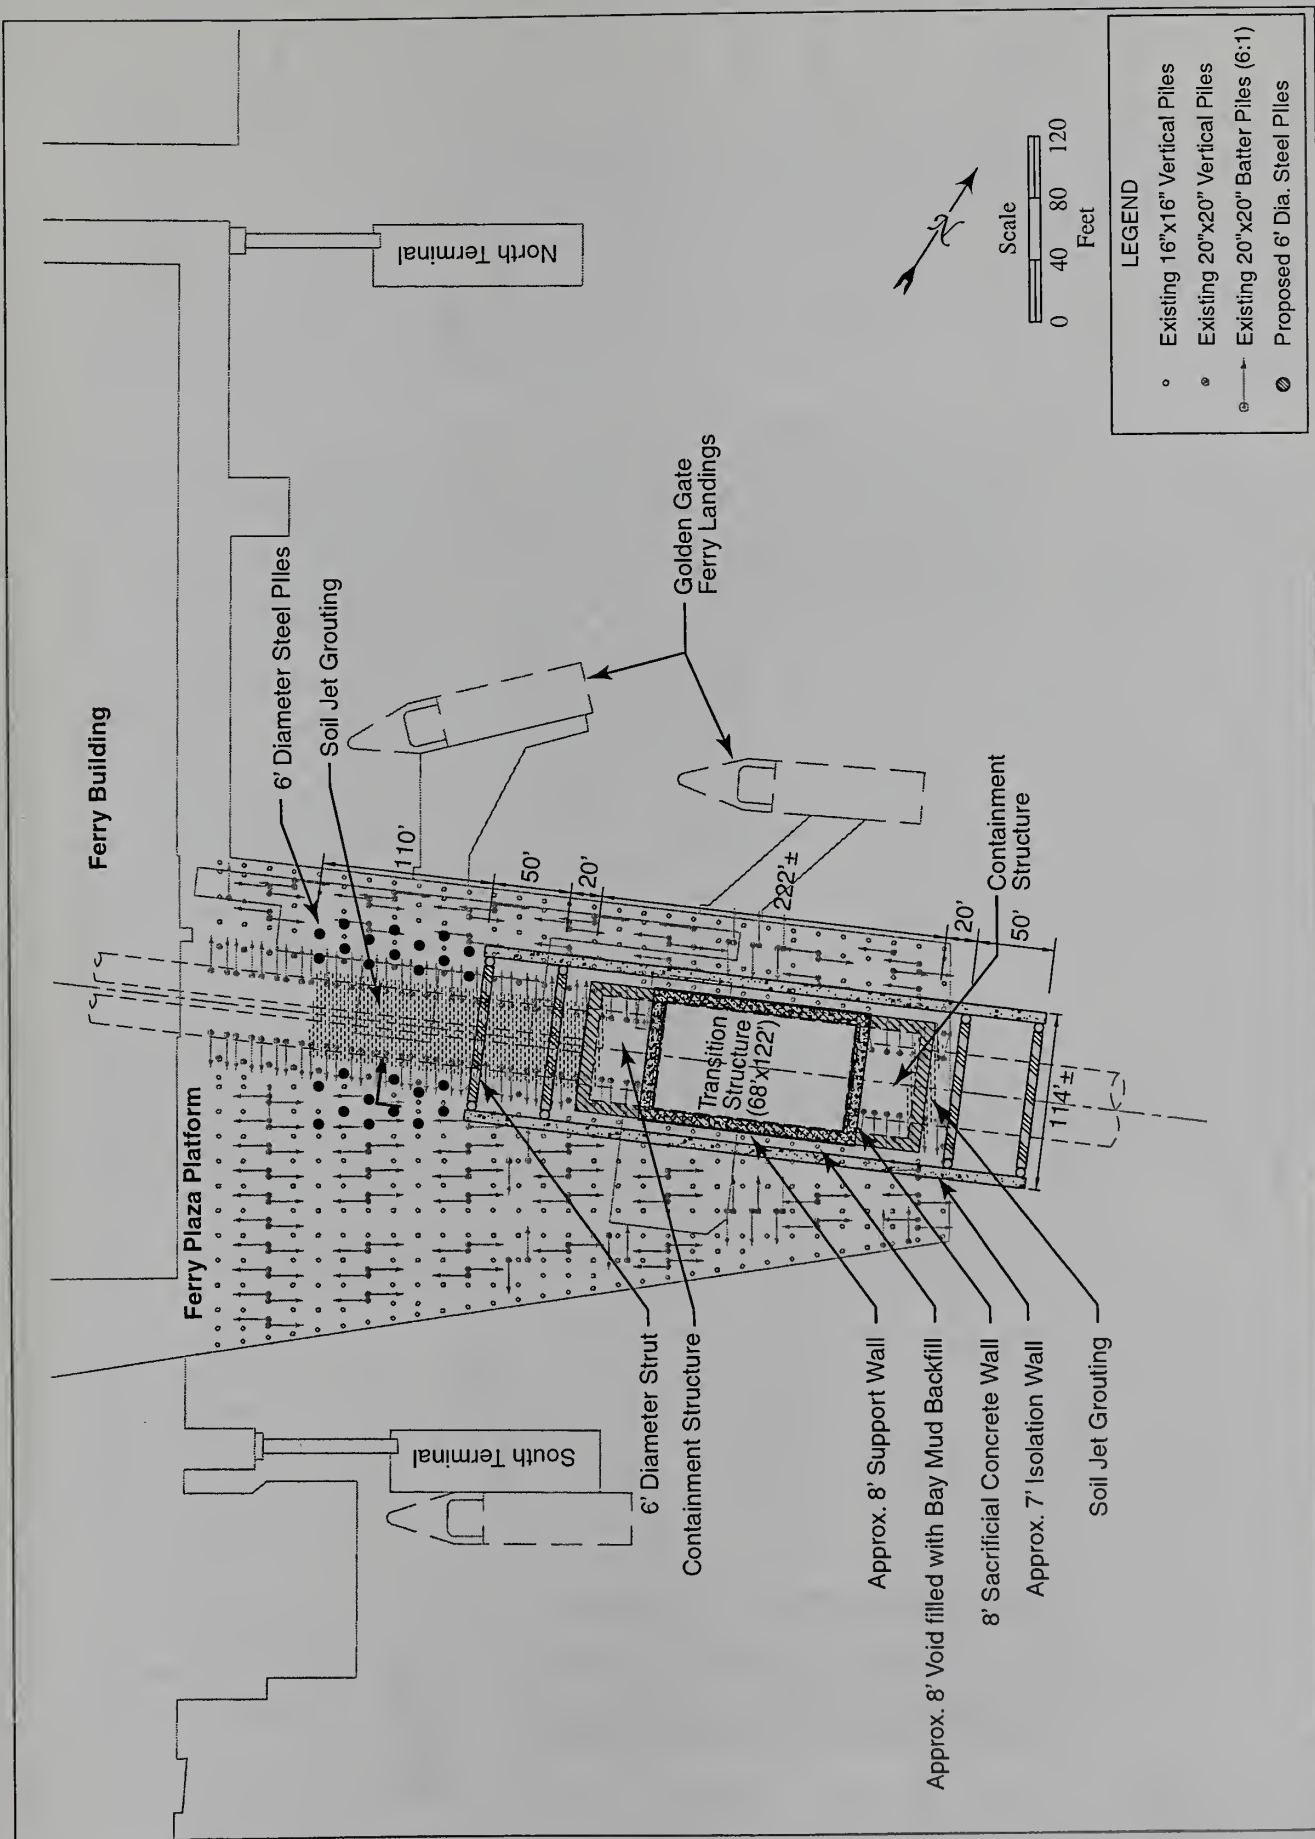 Ferry Building
Ferry Plaza Platform
6' Diameter Steel PIles
Soil Jet Grouting
North Terminal
South Terminal
Golden Gate
Ferry Landings
110'
50'
20'
222'±
20'
50'
114'±
Containment
Structure
Transition
Structure
(68'x122')
6' Diameter Strut
Containment Structure
Approx. 8' Support Wall
Approx. 8' Void filled with Bay Mud Backfill
8' Sacrificial Concrete Wall
Approx. 7' Isolation Wall
Soil Jet Grouting
N
Scale
0 40 80 120
Feet
LEGEND
Existing 16"x16" Vertical Piles
Existing 20"x20" Vertical Piles
Existing 20"x20" Batter Piles (6:1)
Proposed 6' Dia. Steel PIles